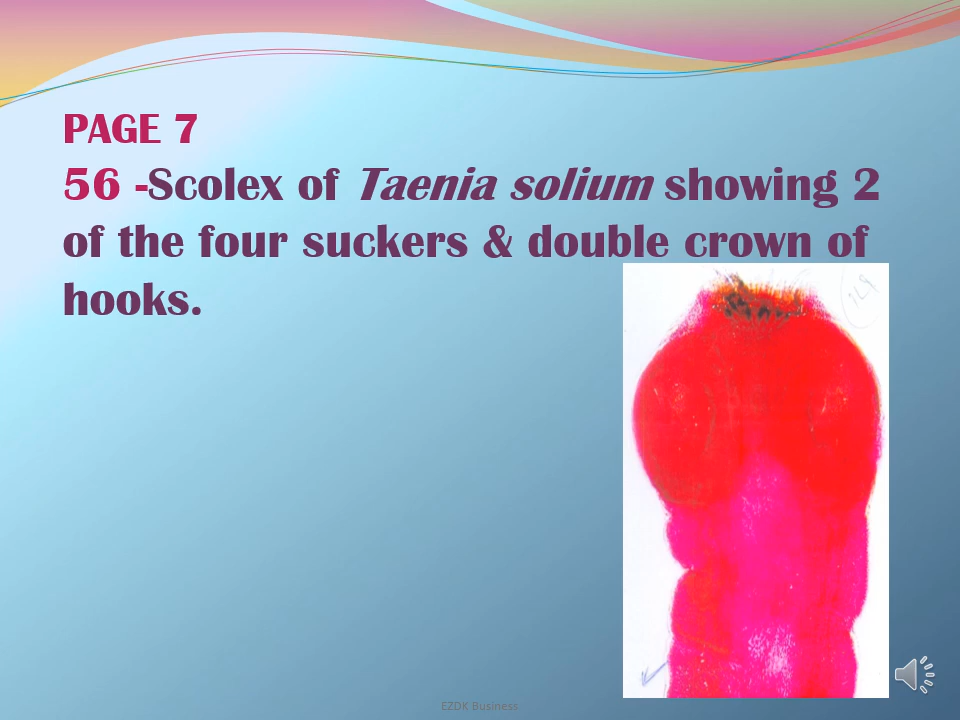 PAGE 7
56 -Scolex of Taenia solium showing 2
of the four suckers & double crown of
hooks.
EZDK Business